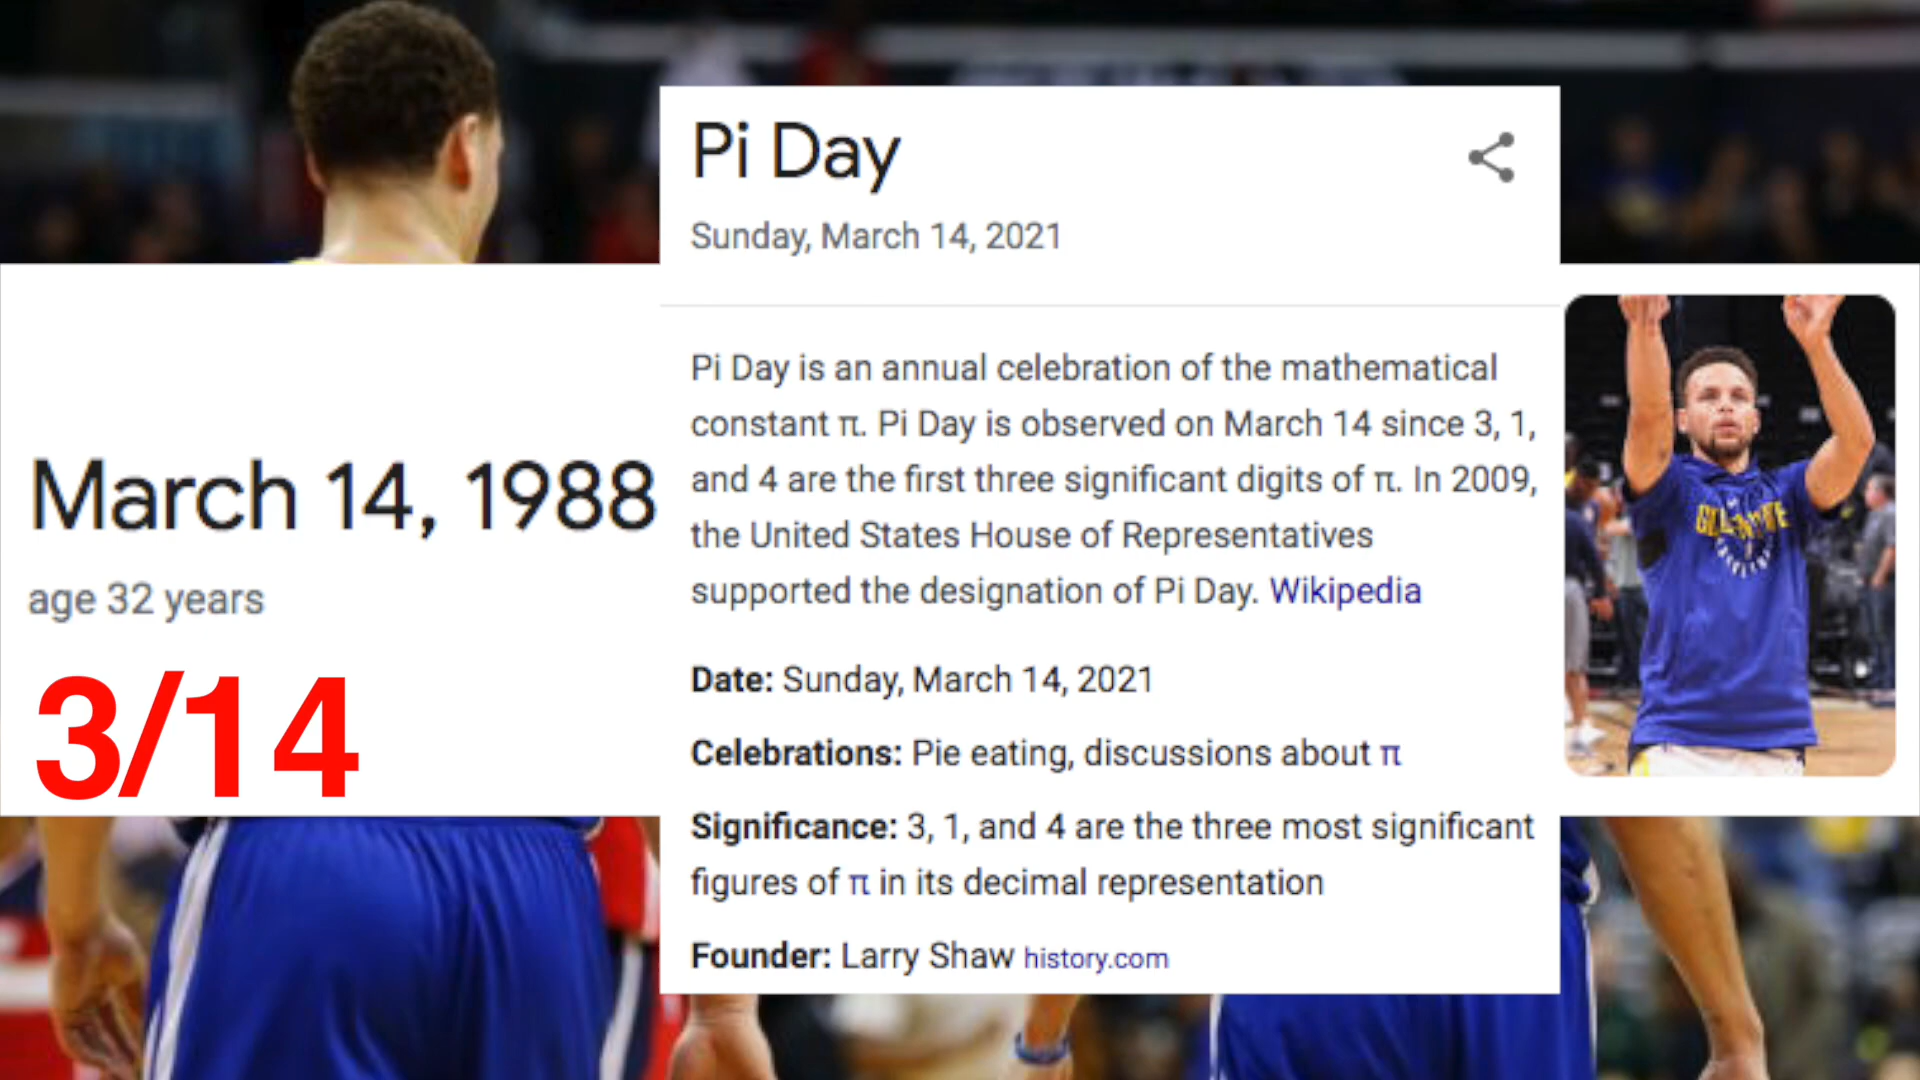 Pi Day
Sunday, March 14, 2021
Pi Day is an annual celebration of the mathematical
constant π. Pi Day is observed on March 14 since 3, 1,
and 4 are the first three significant digits of π. In 2009,
the United States House of Representatives
supported the designation of Pi Day. Wikipedia
Date: Sunday, March 14, 2021
Celebrations: Pie eating, discussions about π
Significance: 3, 1, and 4 are the three most significant
figures of π in its decimal representation
Founder: Larry Shaw history.com
March 14, 1988
age 32 years
3/14